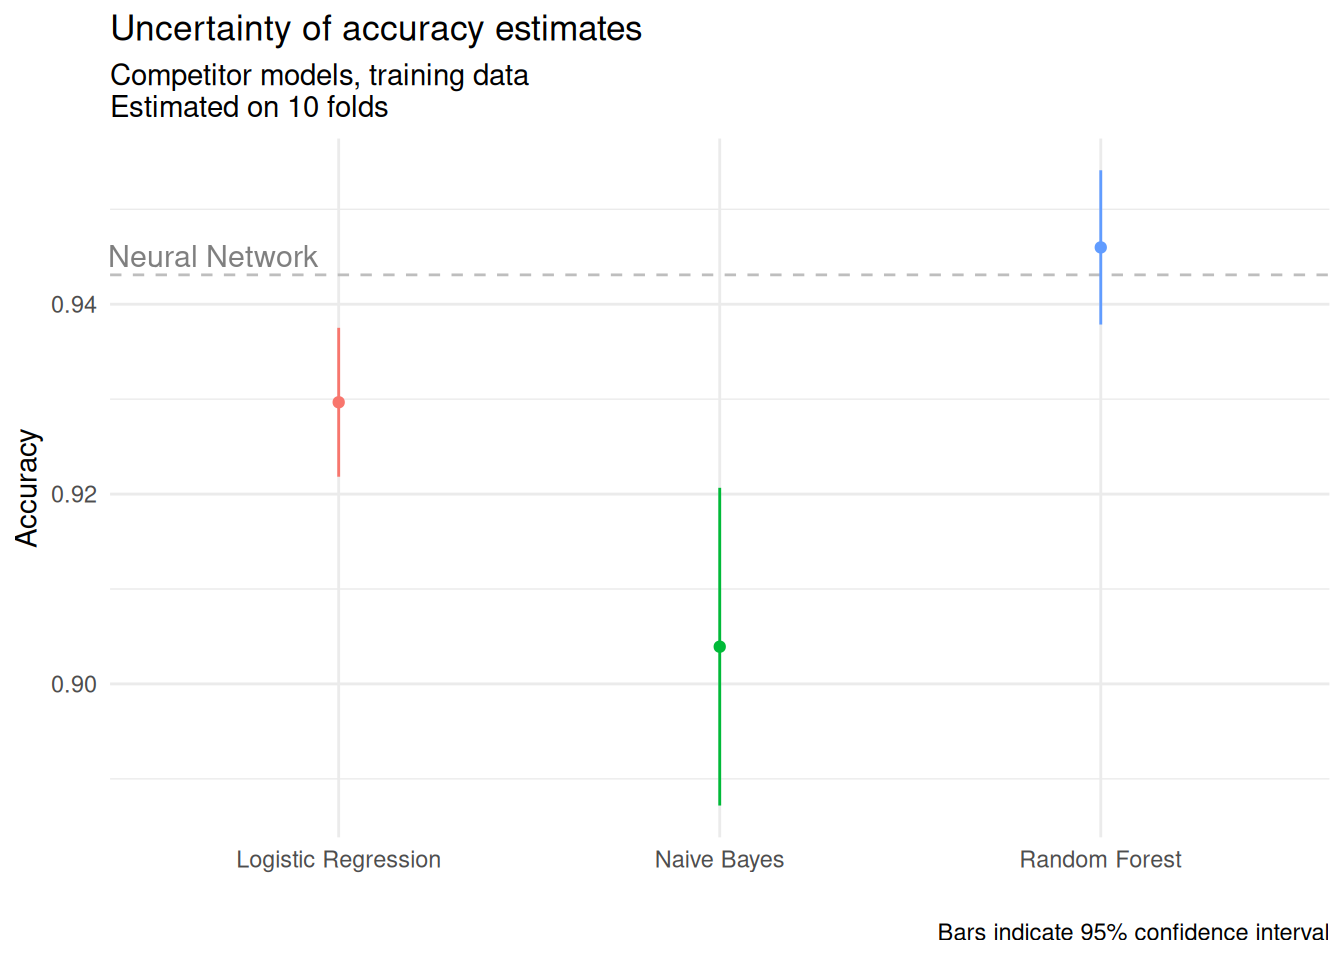 Uncertainty of accuracy estimates
Competitor models, training data
Estimated on 10 folds
Neural Network
0.94
0.92
0.90
Accuracy
Logistic Regression
Naive Bayes
Random Forest
Bars indicate 95% confidence interval